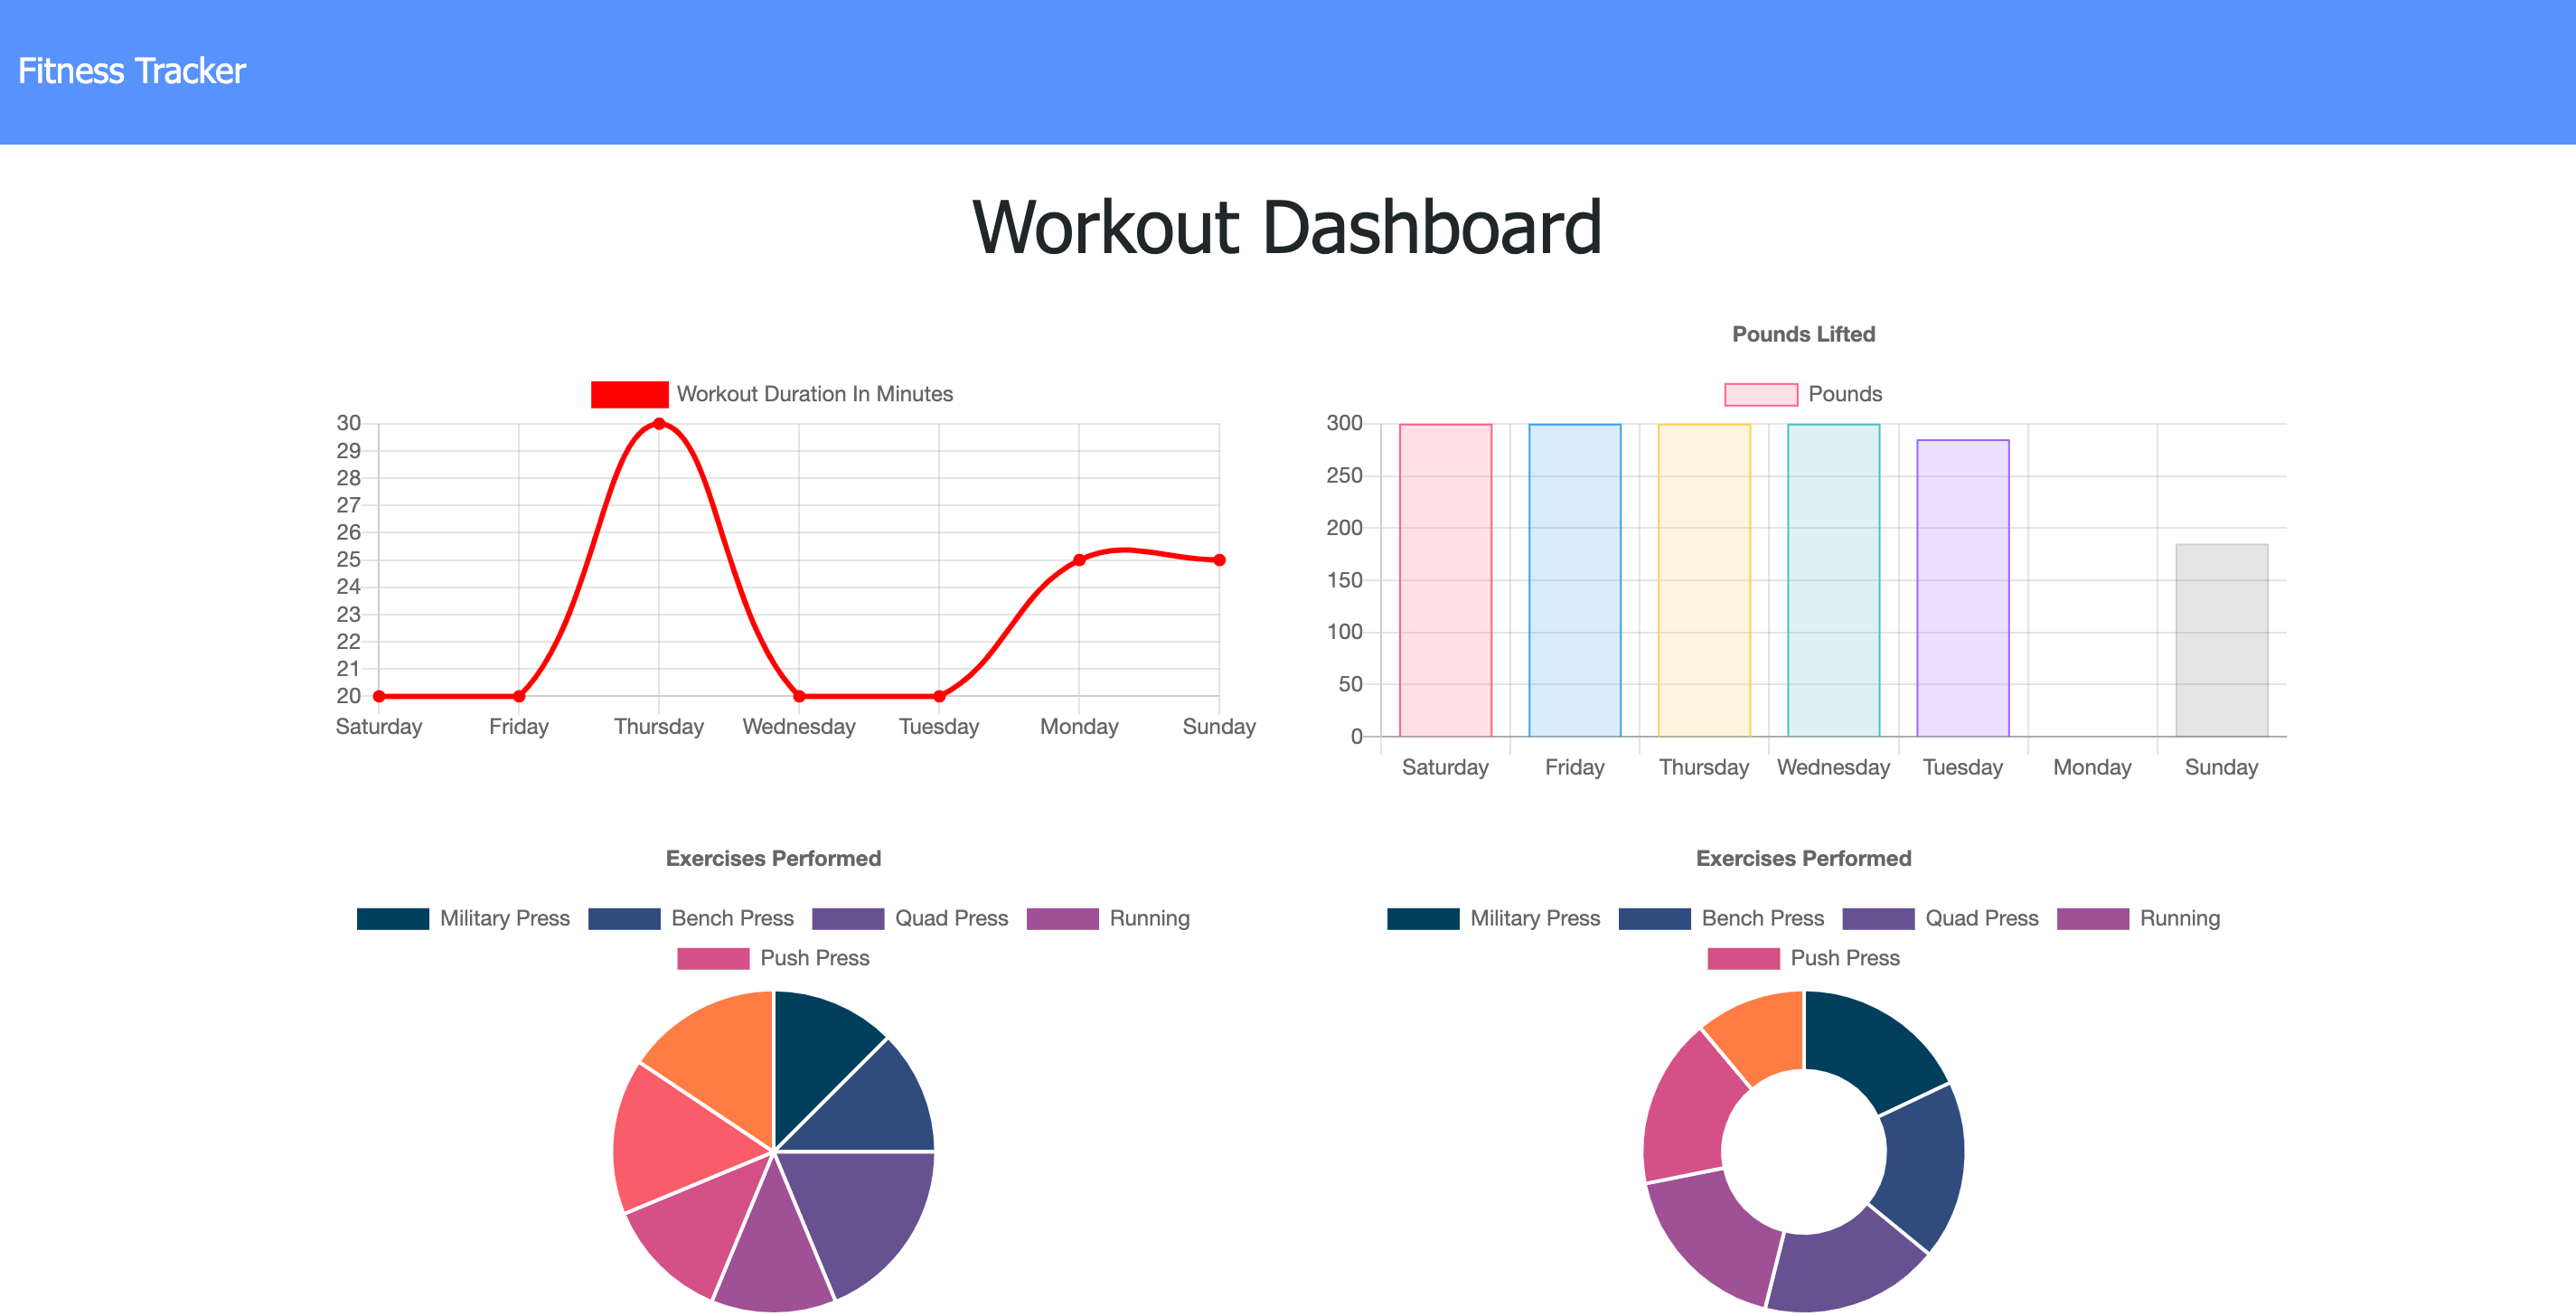 Fitness Tracker
Workout Dashboard
Workout Duration In Minutes
30
29
28
27
26
25
24
23
22
21
20
Saturday Friday Thursday Wednesday Tuesday Monday Sunday
Pounds Lifted
Pounds
300
250
200
150
100
50
0
Saturday Friday Thursday Wednesday Tuesday Monday Sunday
Exercises Performed
Military Press Bench Press Quad Press Running
Push Press
Exercises Performed
Military Press Bench Press Quad Press Running
Push Press